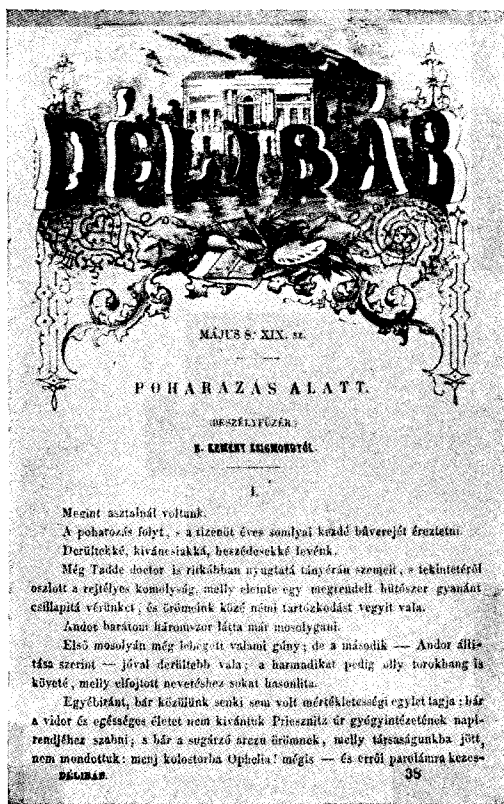 DÉLIBÁB
MÁJUS 8. XIX. sz.
POHARAZÁS ALATT.
(BESZÉLYFÜZÉR)
B. KEMÉNY ZSIGMONDTÓL.
I.
Megint asztalnál voltunk.
A poharozás folyt, s a tizenöt éves somlyai kezdé bűverejét éreztetni.
Derültekké, kiváncsiakká, beszédesekké levénk.
Még Tadde doctor is ritkábban nyugtatá tányérán szemeit, s tekintetéről
oszlott a rejtélyes komolyság, melly eleinte egy megrendelt hűtőszer gyanánt
csillapitá vérünket, és örömeink közé némi tartózkodást vegyit vala.
Andor barátom háromszor látta már mosolygani.
Első mosolyán még lebegett valami gúny; de a második — Andor álli-
tása szerint — jóval derültebb vala; a harmadikat pedig olly torokhang is
követé, melly elfojtott nevetéshez sokat hasonlita.
Egyébiránt, bár közülünk senki sem volt mértékletességi egylet tagja; bár
a vidor és egésséges életet nem kivántuk Priesznitz úr gyógyintézetének napi-
rendjéhez szabni; s bár a sugárzó arczu örömnek, melly társaságunkba jött,
nem mondottuk: menj kolostorba Ophelia! mégis — és erről parolámra kezes-
DÉLIBÁB. 38